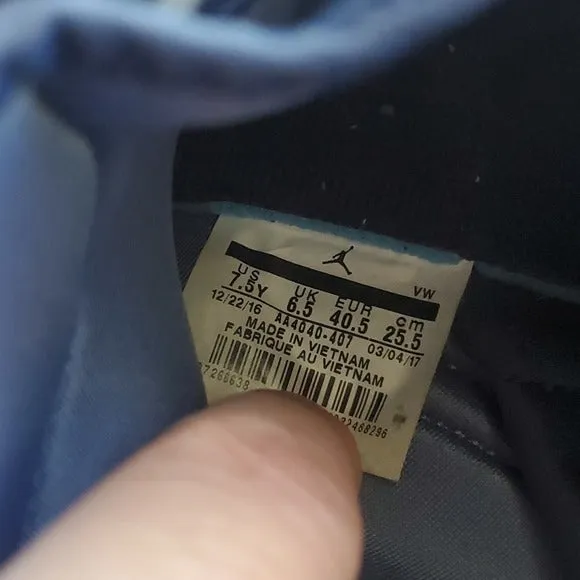 VW
US UK EUR cm
7.5Y 6.5 40.5 25.5
12/22/16 AA4040-407 03/04/17
MADE IN VIETNAM
FABRIQUE AU VIETNAM